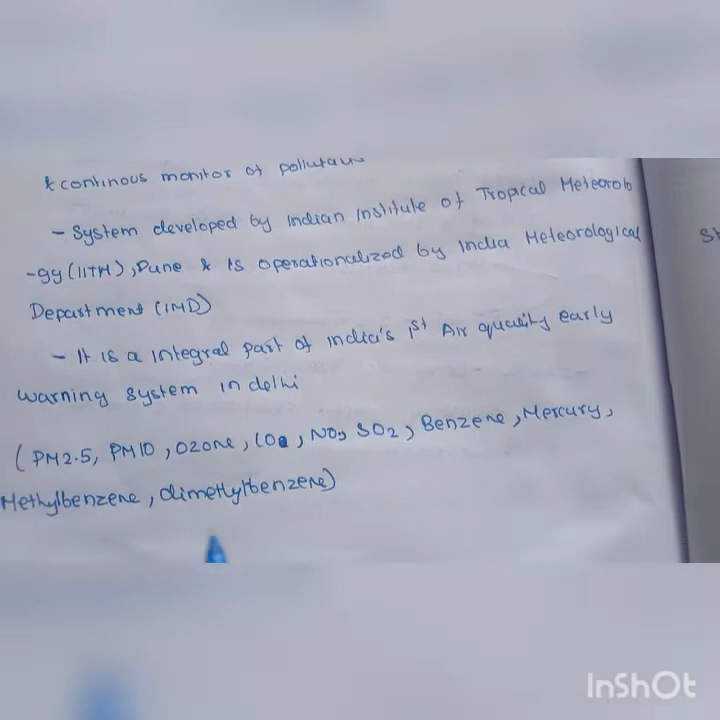 & continous monitor of pollutan
- System developed by Indian Institute of Tropical Meteorolo
-gy (IITM), Pune & is operationalized by India Meteorological
Department (IMD)
- It is a integral part of india's 1st Air quality early
warning system in delhi
(PM2.5, PM10, Ozone, CO, NO, SO2, Benzene, Mercury,
Methylbenzene, dimethylbenzene)
InShOt